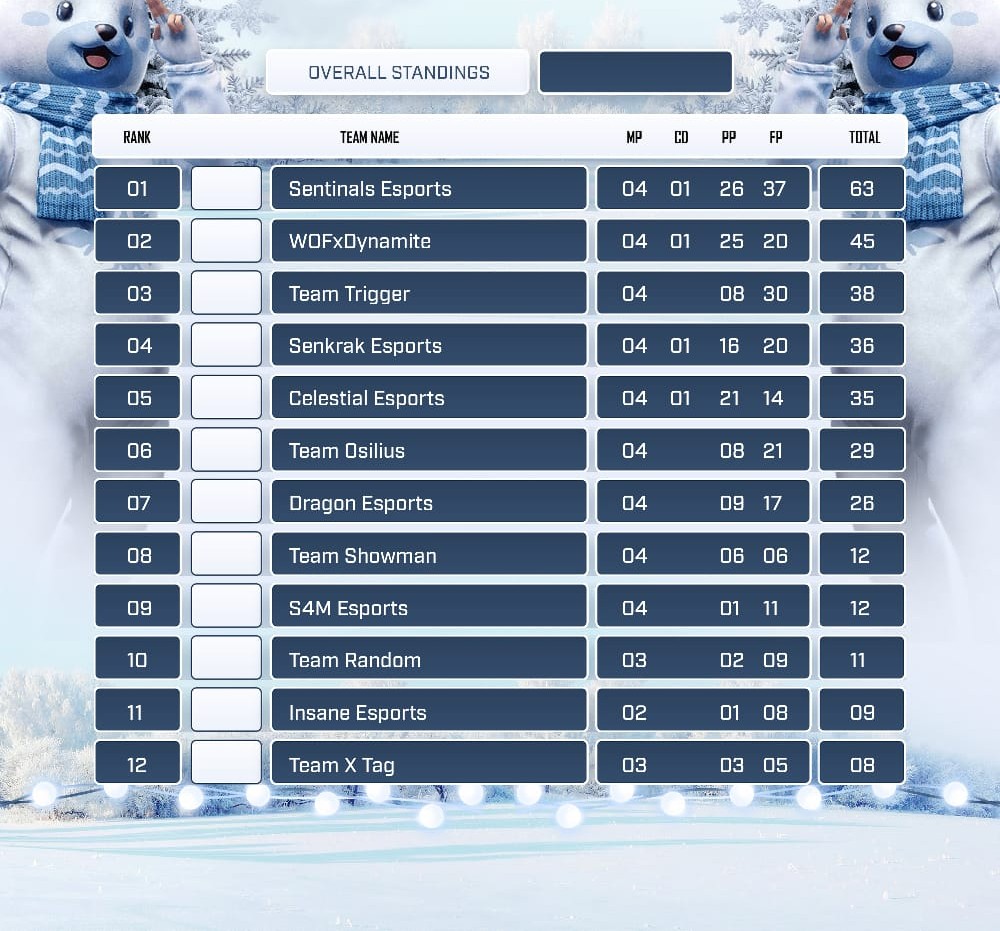 OVERALL STANDINGS
RANK TEAM NAME MP CD PP FP TOTAL
01 Sentinals Esports 04 01 26 37 63
02 WOFxDynamite 04 01 25 20 45
03 Team Trigger 04 08 30 38
04 Senkrak Esports 04 01 16 20 36
05 Celestial Esports 04 01 21 14 35
06 Team Osilius 04 08 21 29
07 Dragon Esports 04 09 17 26
08 Team Showman 04 06 06 12
09 S4M Esports 04 01 11 12
10 Team Random 03 02 09 11
11 Insane Esports 02 01 08 09
12 Team X Tag 03 03 05 08